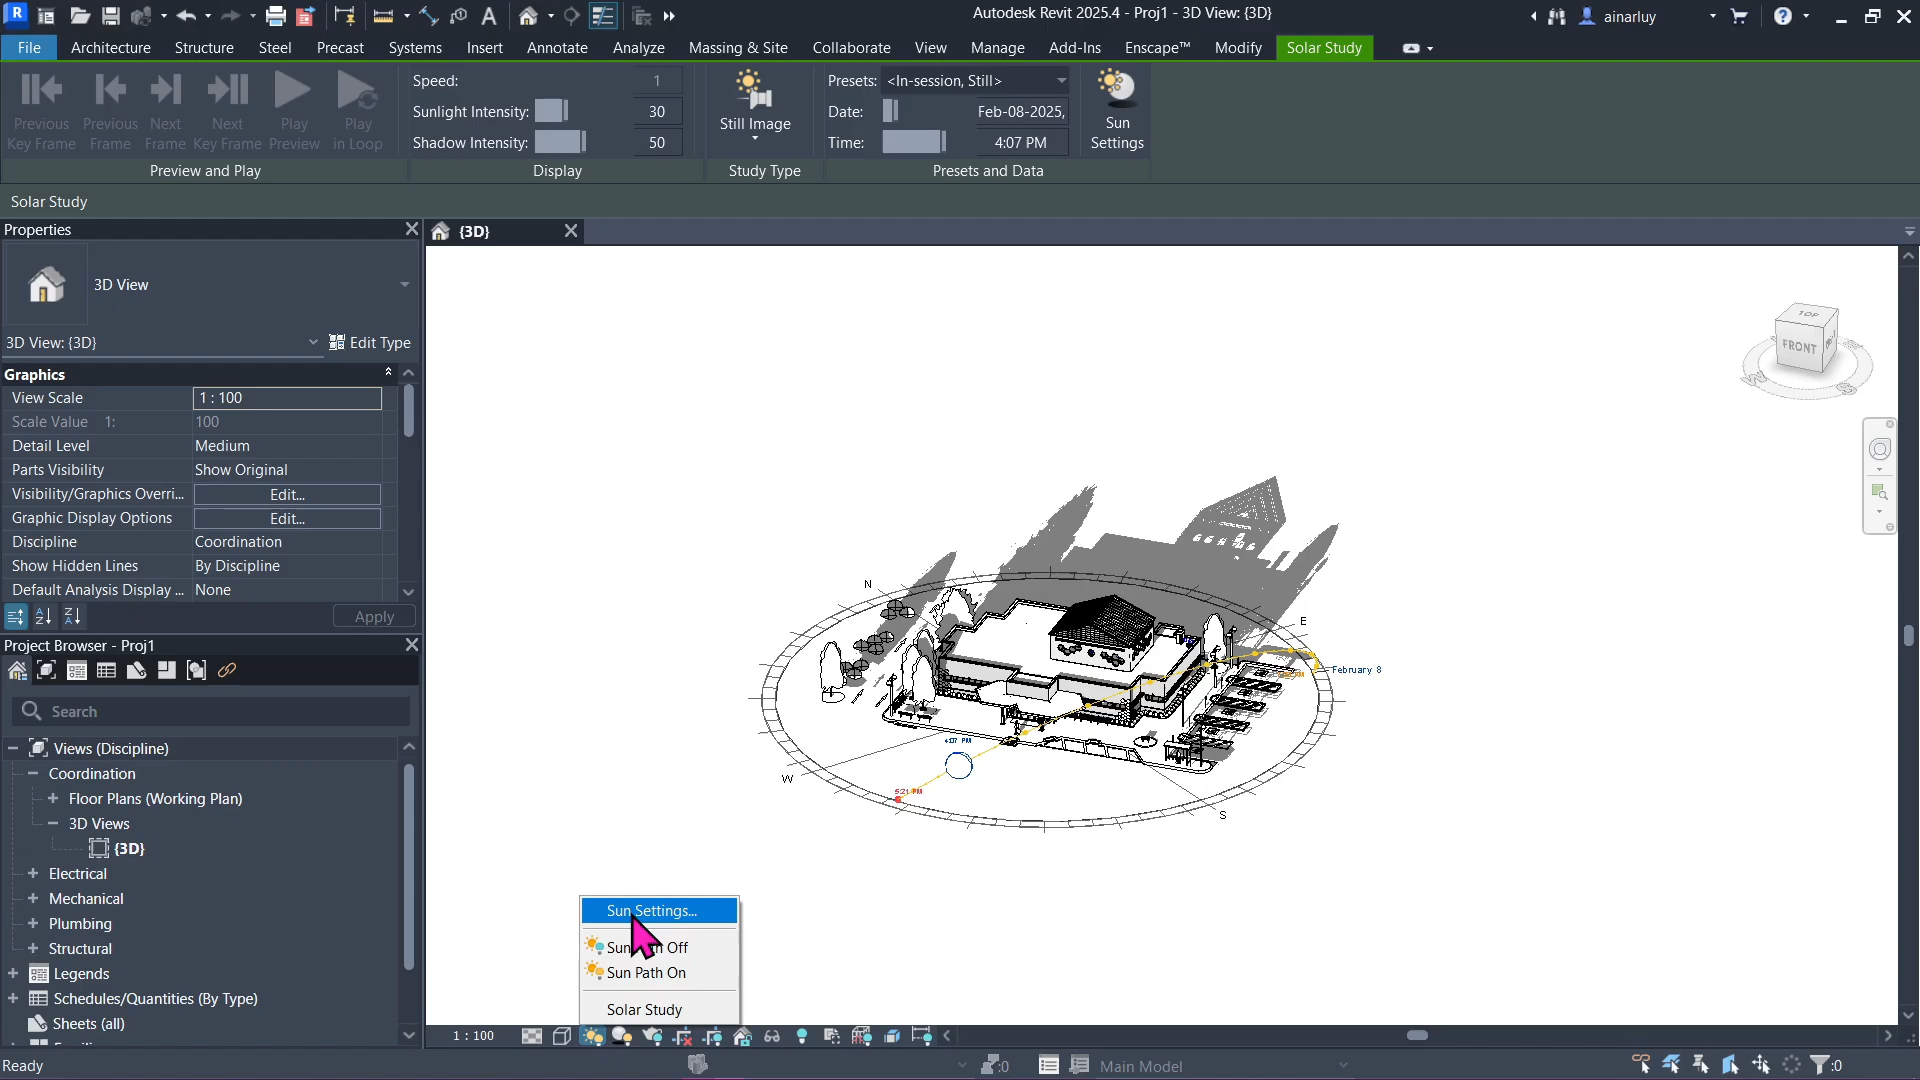 Autodesk Revit 2025.4 - Proj1 - 3D View: {3D}
ainarluy
File Architecture Structure Steel Precast Systems Insert Annotate Analyze Massing & Site Collaborate View Manage Add-Ins Enscape™ Modify Solar Study
Previous Key Frame
Previous Frame
Next Frame
Next Key Frame
Play Preview
Play in Loop
Preview and Play
Speed: 1
Sunlight Intensity: 30
Shadow Intensity: 50
Display
Still Image
Study Type
Presets: <In-session, Still>
Date: Feb-08-2025,
Time: 4:07 PM
Sun Settings
Presets and Data
Solar Study
Properties
3D View
3D View: {3D}
Edit Type
Graphics
View Scale 1 : 100
Scale Value 1: 100
Detail Level Medium
Parts Visibility Show Original
Visibility/Graphics Overri... Edit...
Graphic Display Options Edit...
Discipline Coordination
Show Hidden Lines By Discipline
Default Analysis Display ... None
Apply
Project Browser - Proj1
Search
Views (Discipline)
Coordination
Floor Plans (Working Plan)
3D Views
{3D}
Electrical
Mechanical
Plumbing
Structural
Legends
Schedules/Quantities (By Type)
Sheets (all)
{3D}
TOP
FRONT
W
S
N
E
February 8
4:07 PM
W
5:21 PM
S
Sun Settings...
Sun Path Off
Sun Path On
Solar Study
1 : 100
Ready
:0
Main Model
:0